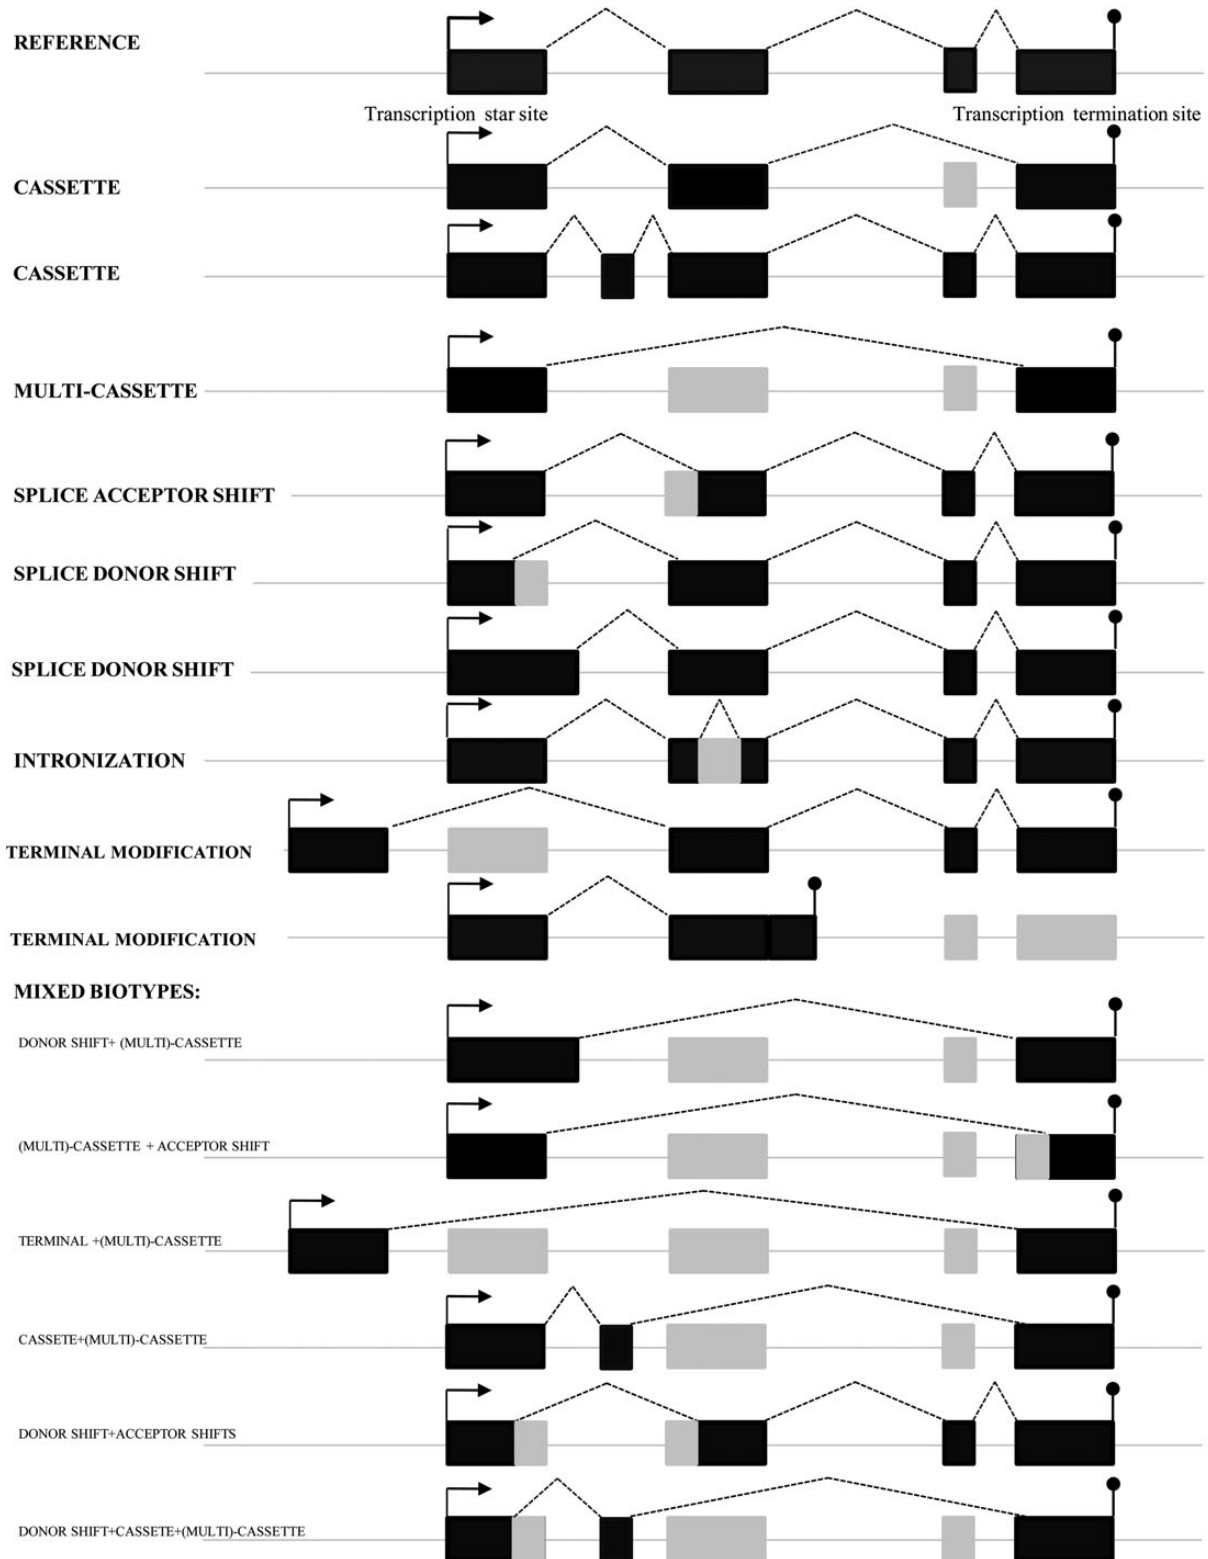 REFERENCE
Transcription star site
Transcription termination site
CASSETTE
CASSETTE
MULTI-CASSETTE
SPLICE ACCEPTOR SHIFT
SPLICE DONOR SHIFT
SPLICE DONOR SHIFT
INTRONIZATION
TERMINAL MODIFICATION
TERMINAL MODIFICATION
MIXED BIOTYPES:
DONOR SHIFT+ (MULTI)-CASSETTE
(MULTI)-CASSETTE + ACCEPTOR SHIFT
TERMINAL +(MULTI)-CASSETTE
CASSETE+(MULTI)-CASSETTE
DONOR SHIFT+ACCEPTOR SHIFTS
DONOR SHIFT+CASSETE+(MULTI)-CASSETTE